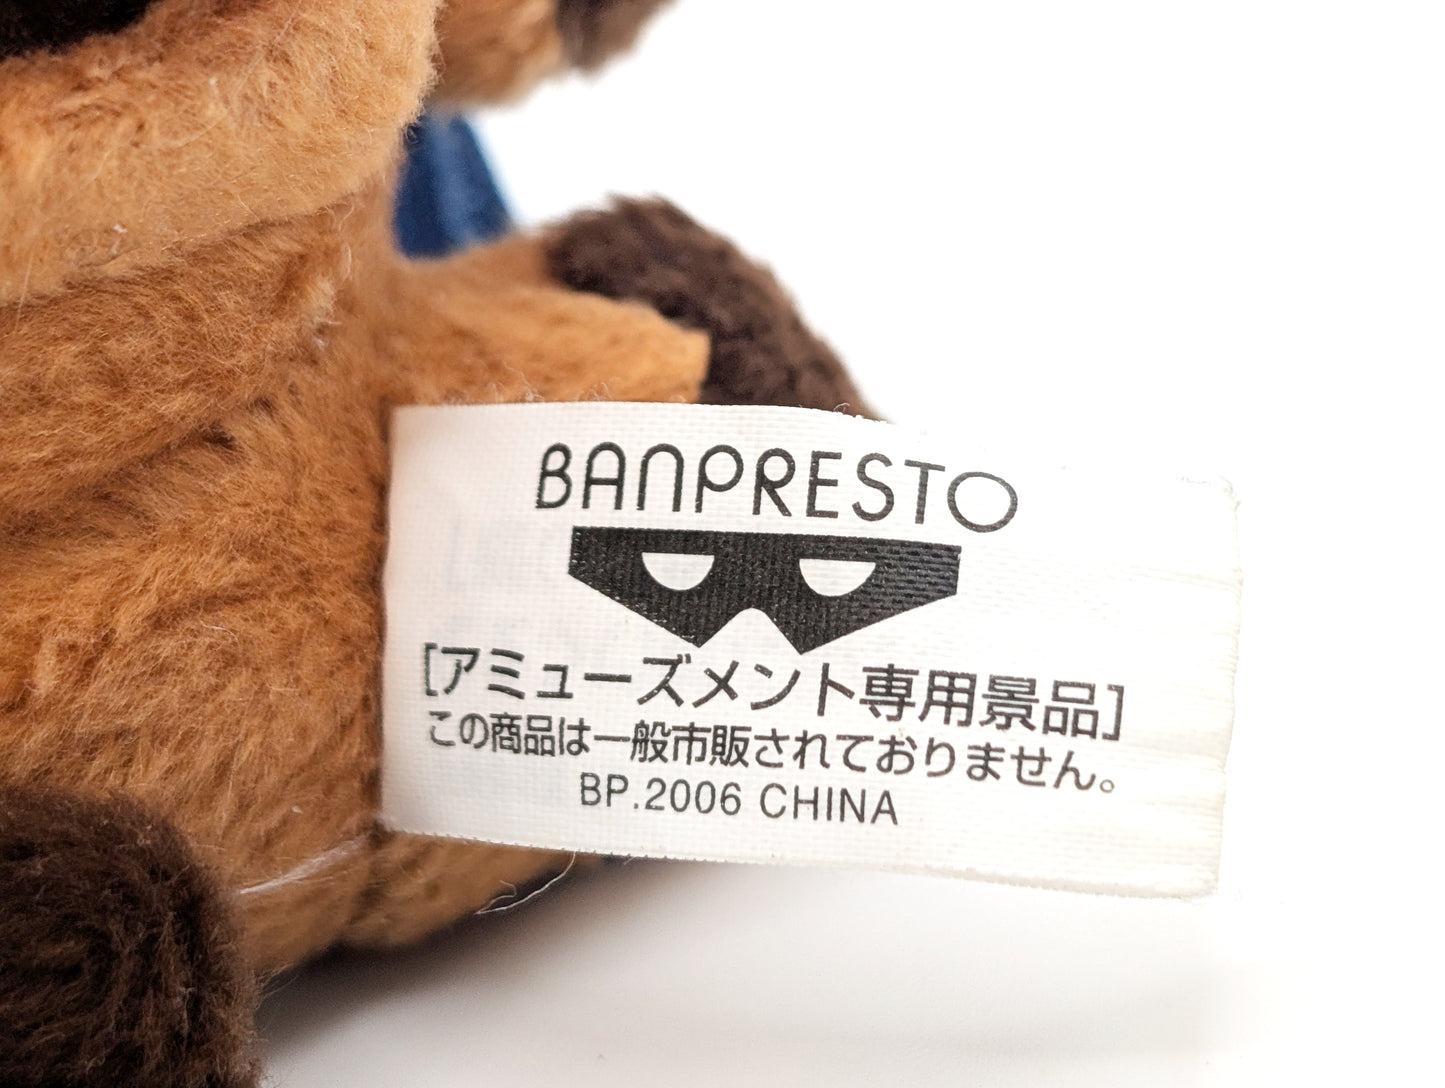 BANPRESTO
[アミューズメント専用景品]
この商品は一般市販されておりません。
BP.2006 CHINA